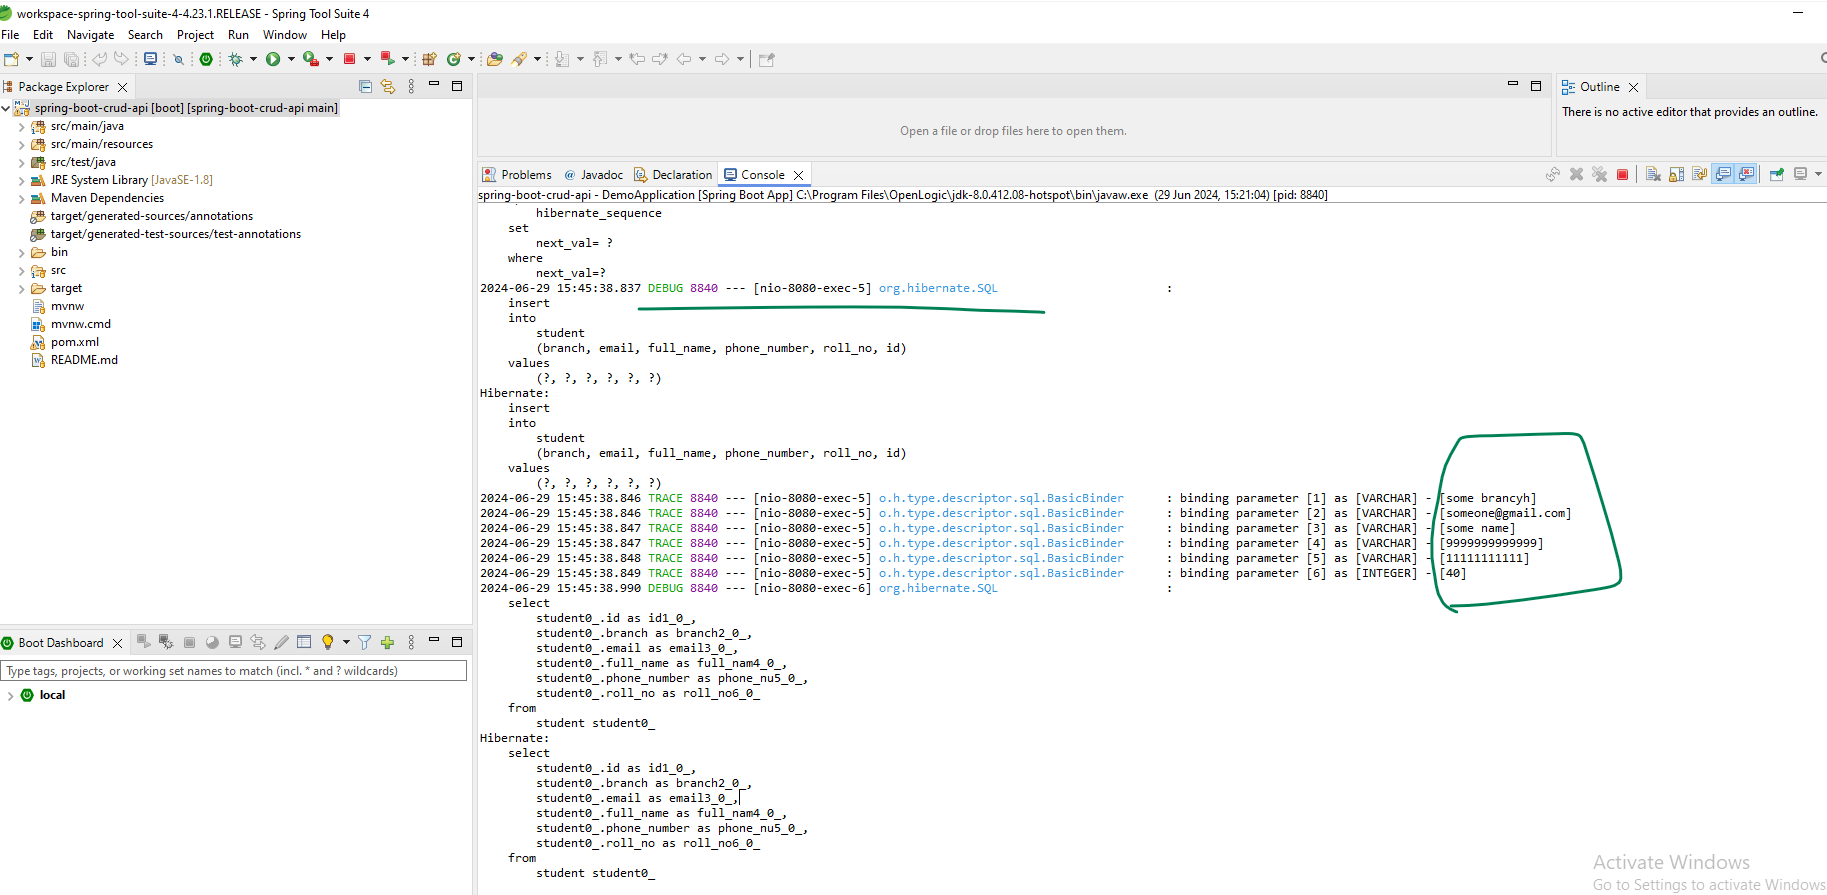 workspace-spring-tool-suite-4-4.23.1.RELEASE - Spring Tool Suite 4
File Edit Navigate Search Project Run Window Help
Package Explorer
spring-boot-crud-api [boot] [spring-boot-crud-api main]
src/main/java
src/main/resources
src/test/java
JRE System Library [JavaSE-1.8]
Maven Dependencies
target/generated-sources/annotations
target/generated-test-sources/test-annotations
bin
src
target
mvnw
mvnw.cmd
pom.xml
README.md
Boot Dashboard
Type tags, projects, or working set names to match (incl. * and ? wildcards)
local
Open a file or drop files here to open them.
Outline
There is no active editor that provides an outline.
Problems @ Javadoc Declaration Console
spring-boot-crud-api - DemoApplication [Spring Boot App] C:\Program Files\OpenLogic\jdk-8.0.412.08-hotspot\bin\javaw.exe (29 Jun 2024, 15:21:04) [pid: 8840]
hibernate_sequence
set
next_val= ?
where
next_val=?
2024-06-29 15:45:38.837 DEBUG 8840 --- [nio-8080-exec-5] org.hibernate.SQL :
insert
into
student
(branch, email, full_name, phone_number, roll_no, id)
values
(?, ?, ?, ?, ?, ?)
Hibernate:
insert
into
student
(branch, email, full_name, phone_number, roll_no, id)
values
(?, ?, ?, ?, ?, ?)
2024-06-29 15:45:38.846 TRACE 8840 --- [nio-8080-exec-5] o.h.type.descriptor.sql.BasicBinder : binding parameter [1] as [VARCHAR] - [some brancyh]
2024-06-29 15:45:38.846 TRACE 8840 --- [nio-8080-exec-5] o.h.type.descriptor.sql.BasicBinder : binding parameter [2] as [VARCHAR] - [someone@gmail.com]
2024-06-29 15:45:38.847 TRACE 8840 --- [nio-8080-exec-5] o.h.type.descriptor.sql.BasicBinder : binding parameter [3] as [VARCHAR] - [some name]
2024-06-29 15:45:38.847 TRACE 8840 --- [nio-8080-exec-5] o.h.type.descriptor.sql.BasicBinder : binding parameter [4] as [VARCHAR] - [9999999999999]
2024-06-29 15:45:38.848 TRACE 8840 --- [nio-8080-exec-5] o.h.type.descriptor.sql.BasicBinder : binding parameter [5] as [VARCHAR] - [11111111111]
2024-06-29 15:45:38.849 TRACE 8840 --- [nio-8080-exec-5] o.h.type.descriptor.sql.BasicBinder : binding parameter [6] as [INTEGER] - [40]
2024-06-29 15:45:38.990 DEBUG 8840 --- [nio-8080-exec-6] org.hibernate.SQL :
select
student0_.id as id1_0_,
student0_.branch as branch2_0_,
student0_.email as email3_0_,
student0_.full_name as full_nam4_0_,
student0_.phone_number as phone_nu5_0_,
student0_.roll_no as roll_no6_0_
from
student student0_
Hibernate:
select
student0_.id as id1_0_,
student0_.branch as branch2_0_,
student0_.email as email3_0_,
student0_.full_name as full_nam4_0_,
student0_.phone_number as phone_nu5_0_,
student0_.roll_no as roll_no6_0_
from
student student0_
Activate Windows
Go to Settings to activate Windows